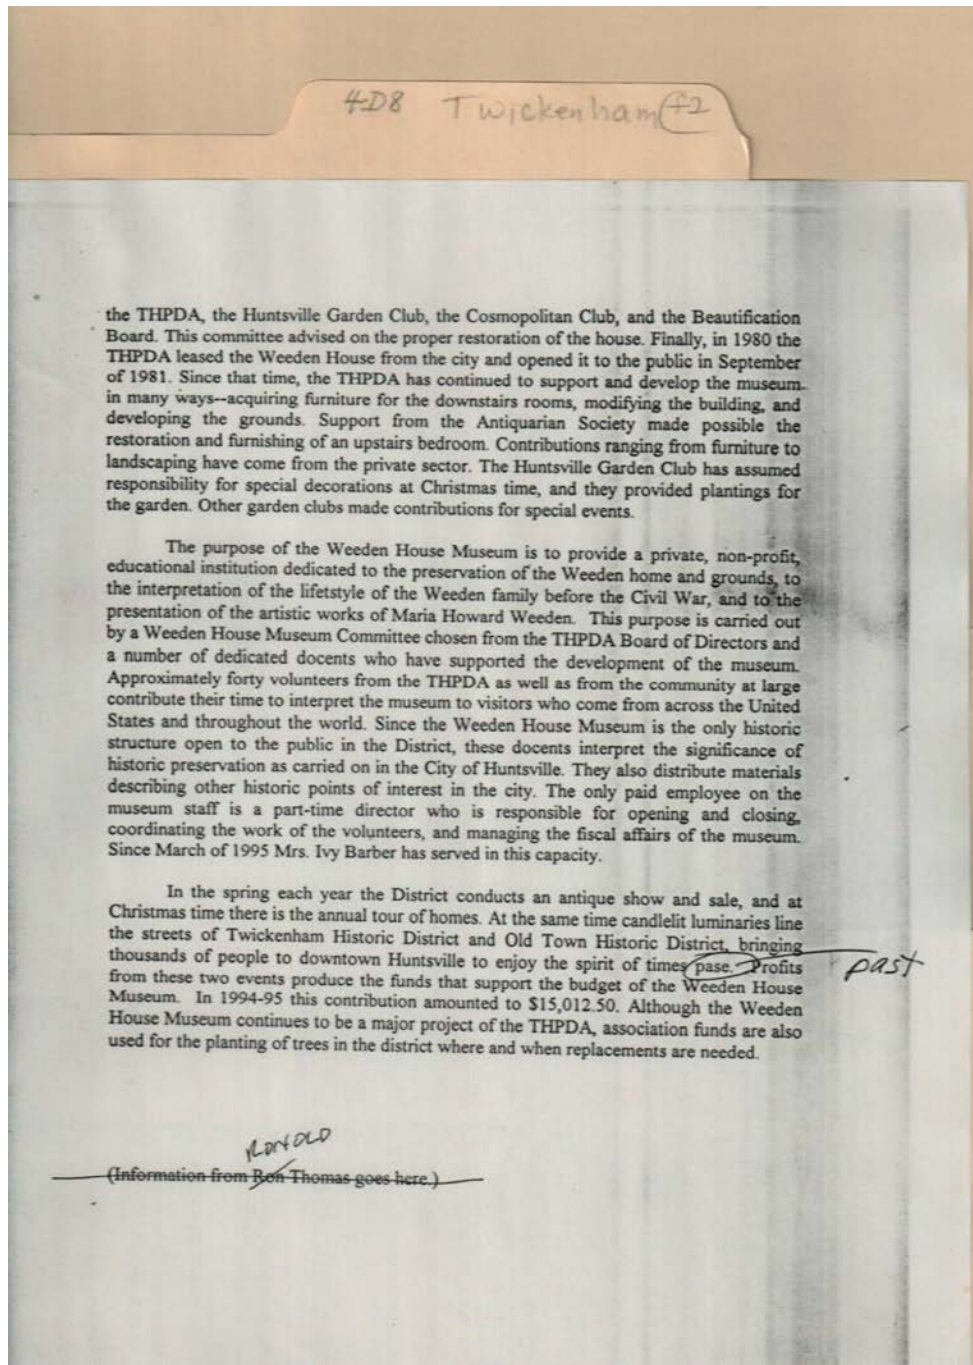 4-D8 Twickenham f2
the THPDA, the Huntsville Garden Club, the Cosmopolitan Club, and the Beautification
Board. This committee advised on the proper restoration of the house. Finally, in 1980 the
THPDA leased the Weeden House from the city and opened it to the public in September
of 1981. Since that time, the THPDA has continued to support and develop the museum
in many ways--acquiring furniture for the downstairs rooms, modifying the building, and
developing the grounds. Support from the Antiquarian Society made possible the
restoration and furnishing of an upstairs bedroom. Contributions ranging from furniture to
landscaping have come from the private sector. The Huntsville Garden Club has assumed
responsibility for special decorations at Christmas time, and they provided plantings for
the garden. Other garden clubs made contributions for special events.
The purpose of the Weeden House Museum is to provide a private, non-profit,
educational institution dedicated to the preservation of the Weeden home and grounds, to
the interpretation of the lifetstyle of the Weeden family before the Civil War, and to the
presentation of the artistic works of Maria Howard Weeden. This purpose is carried out
by a Weeden House Museum Committee chosen from the THPDA Board of Directors and
a number of dedicated docents who have supported the development of the museum.
Approximately forty volunteers from the THPDA as well as from the community at large
contribute their time to interpret the museum to visitors who come from across the United
States and throughout the world. Since the Weeden House Museum is the only historic
structure open to the public in the District, these docents interpret the significance of
historic preservation as carried on in the City of Huntsville. They also distribute materials
describing other historic points of interest in the city. The only paid employee on the
museum staff is a part-time director who is responsible for opening and closing,
coordinating the work of the volunteers, and managing the fiscal affairs of the museum.
Since March of 1995 Mrs. Ivy Barber has served in this capacity.
In the spring each year the District conducts an antique show and sale, and at
Christmas time there is the annual tour of homes. At the same time candlelit luminaries line
the streets of Twickenham Historic District and Old Town Historic District, bringing
thousands of people to downtown Huntsville to enjoy the spirit of times pase. Profits past
from these two events produce the funds that support the budget of the Weeden House
Museum. In 1994-95 this contribution amounted to $15,012.50. Although the Weeden
House Museum continues to be a major project of the THPDA, association funds are also
used for the planting of trees in the district where and when replacements are needed.
(Information from Ron Thomas goes here.)